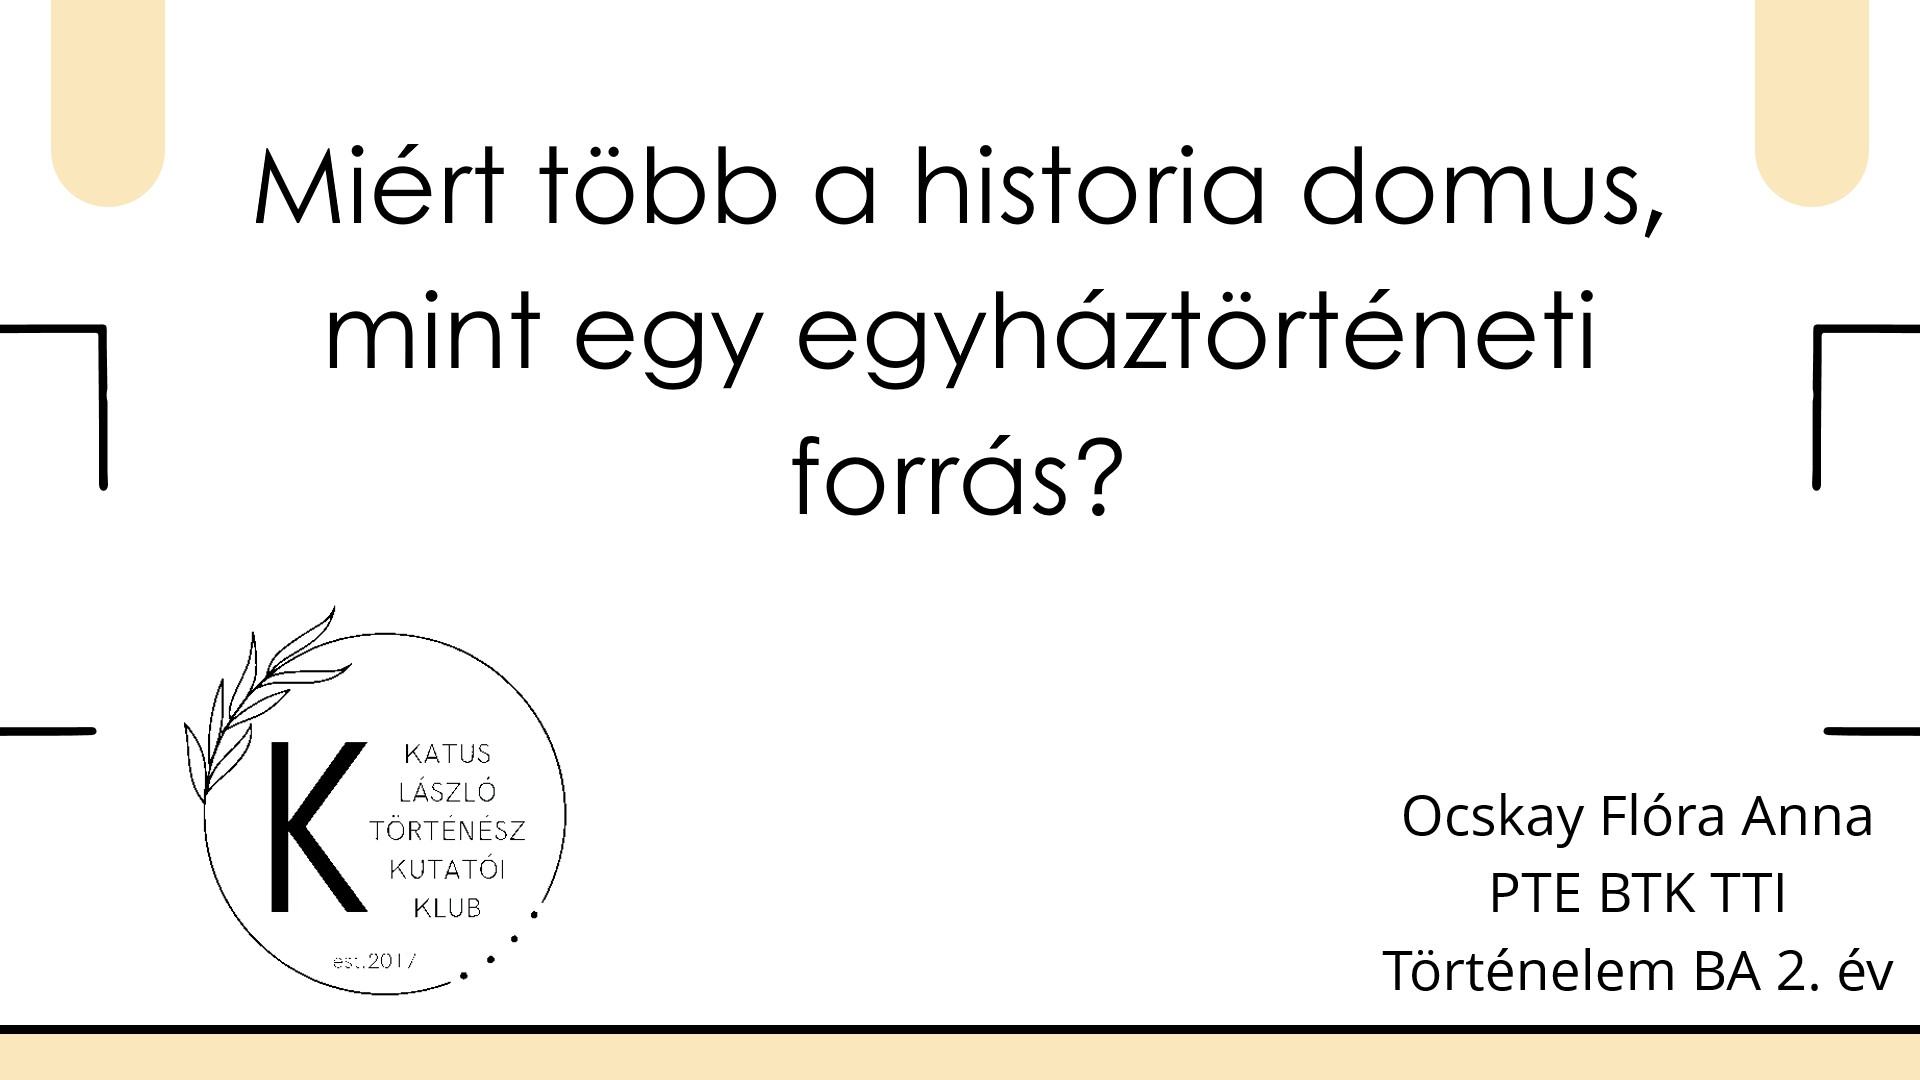 Miért több a historia domus,
mint egy egyháztörténeti
forrás?
K
KATUS
LÁSZLÓ
TÖRTÉNÉSZ
KUTATÓI
KLUB
est.2017
Ocskay Flóra Anna
PTE BTK TTI
Történelem BA 2. év